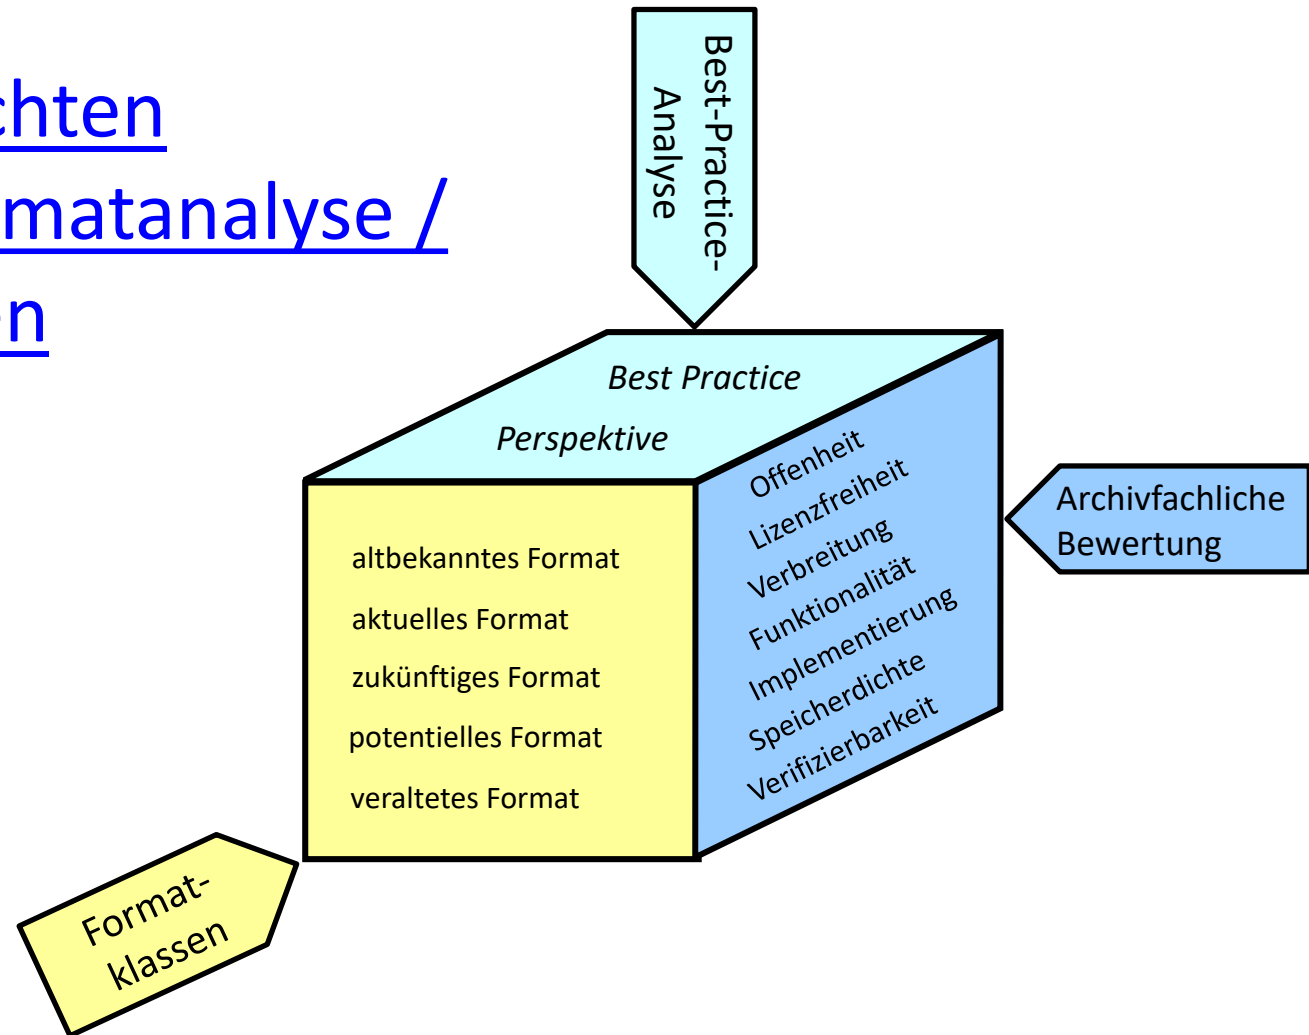 chten
matanalyse /
n
Best-Practice-
Analyse
Best Practice
Perspektive
altbekanntes Format
aktuelles Format
zukünftiges Format
potentielles Format
veraltetes Format
Offenheit
Lizenzfreiheit
Verbreitung
Funktionalität
Implementierung
Speicherdichte
Verifizierbarkeit
Archivfachliche
Bewertung
Format-
klassen